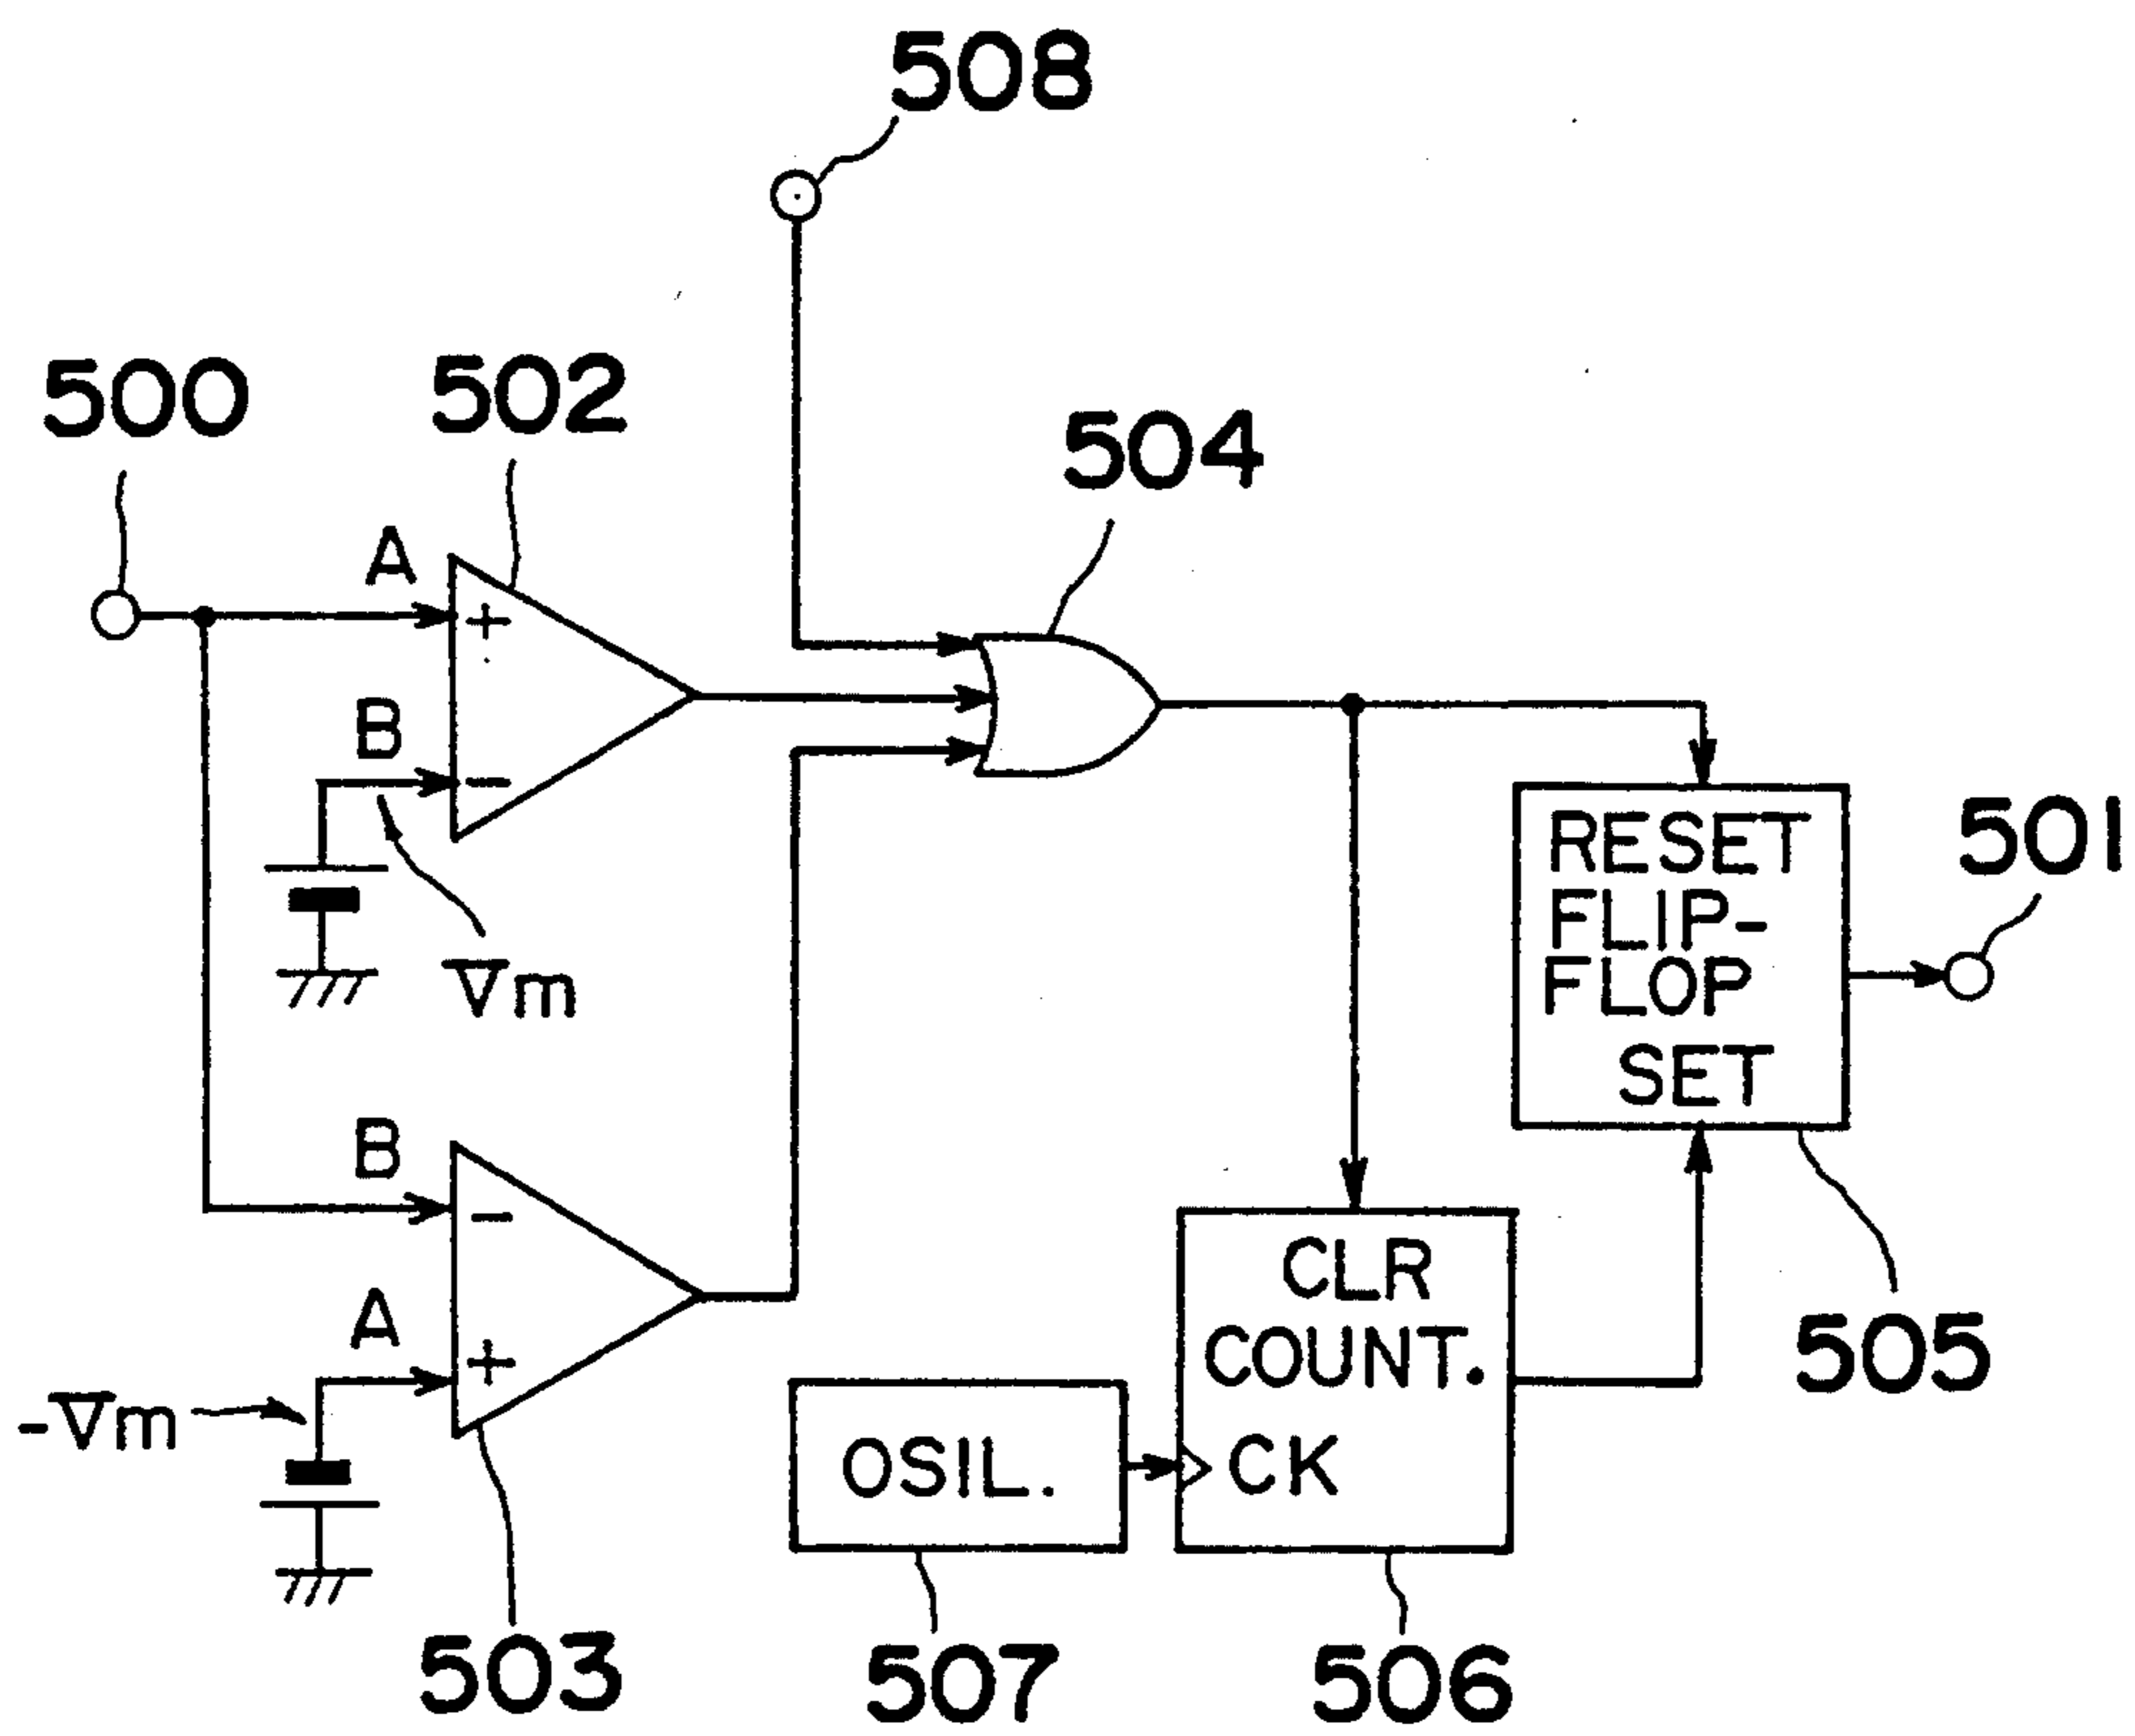 508
500
502
504
A
+
B
−
Vm
501
RESET
FLIP-
FLOP
SET
B
−
A
+
-Vm
CLR
COUNT.
CK
OSIL.
505
503
507
506